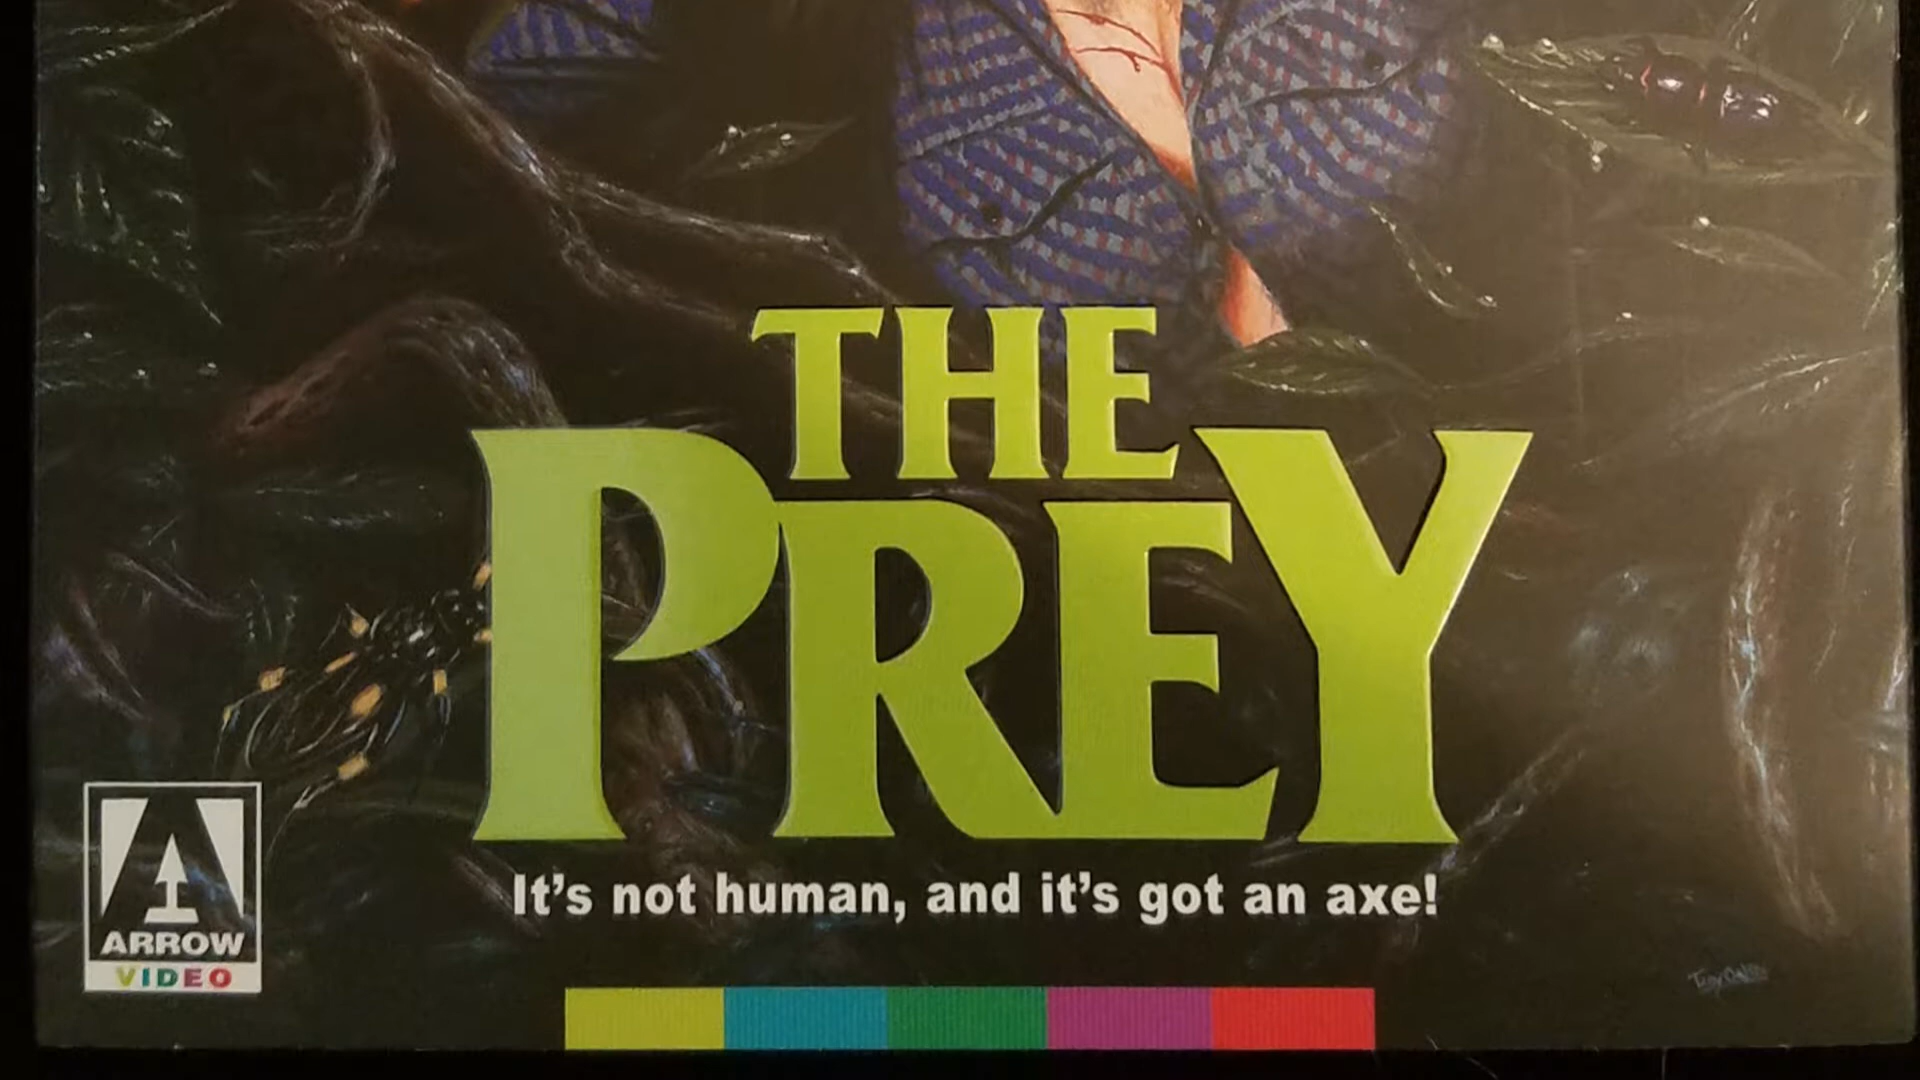 THE
PREY
It's not human, and it's got an axe!
ARROW
VIDEO